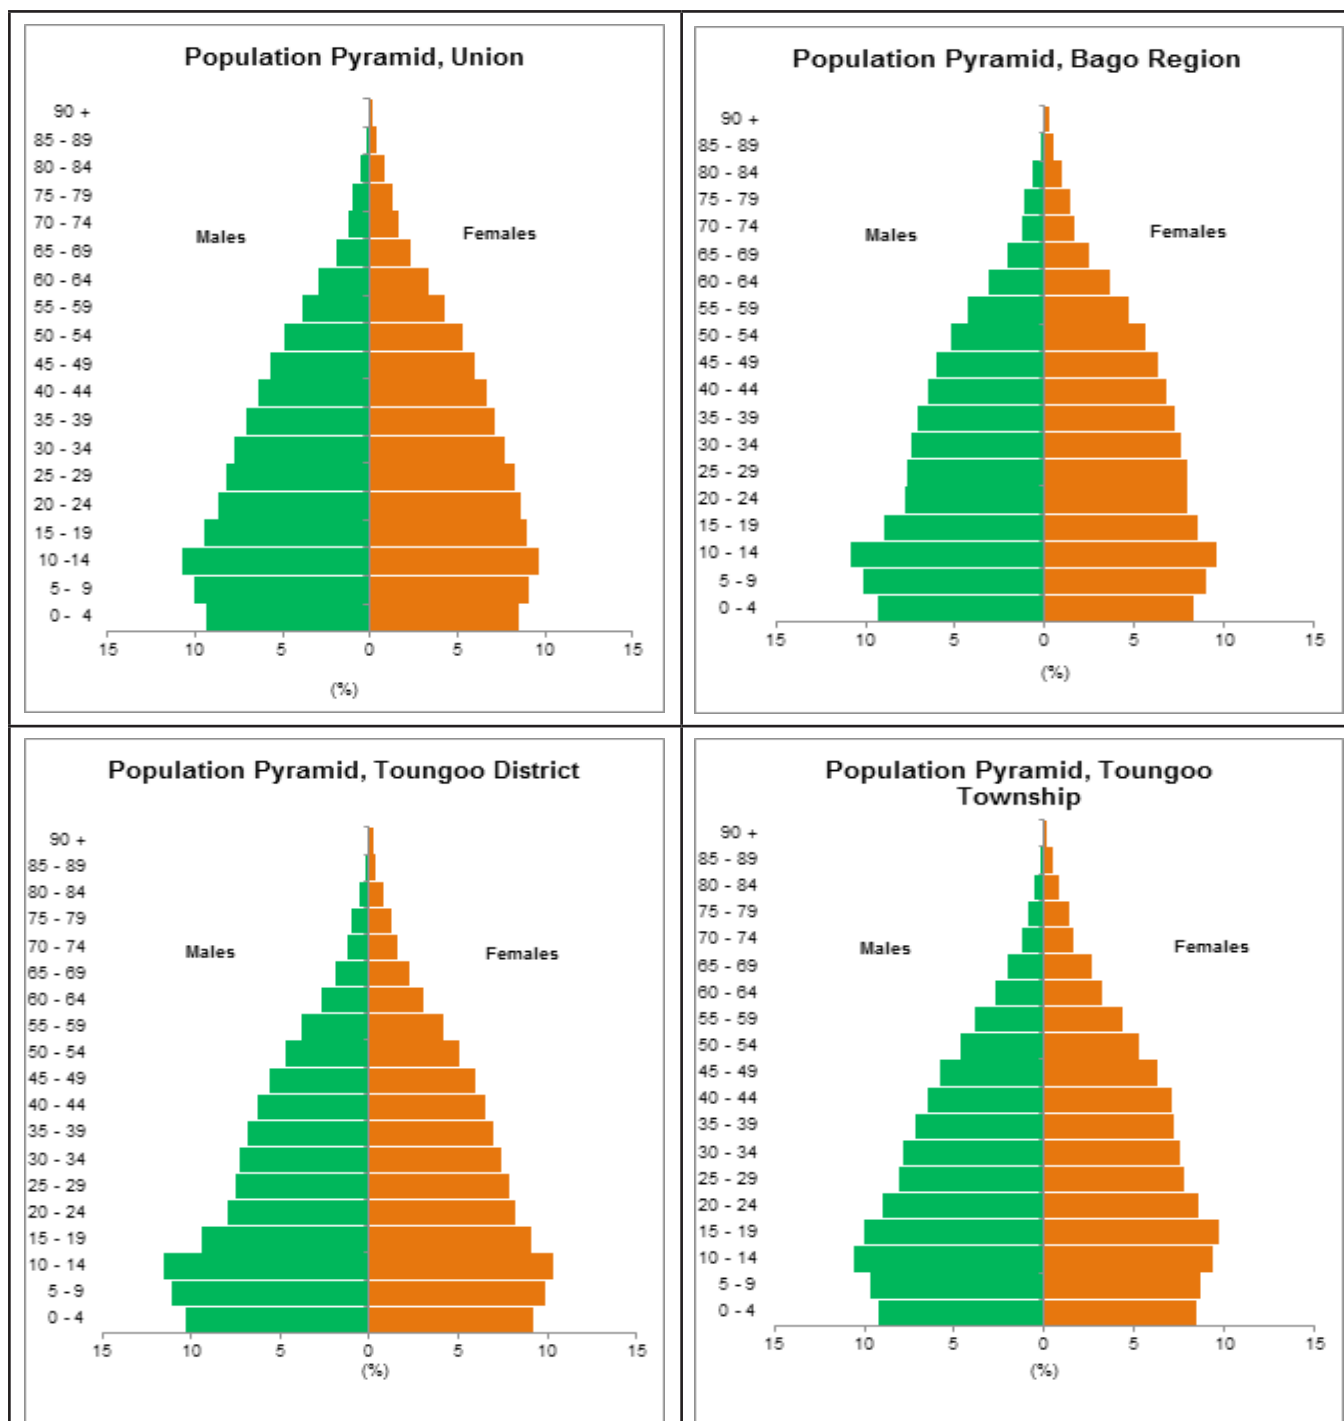 Population Pyramid, Union
90 +
85 - 89
80 - 84
75 - 79
70 - 74
65 - 69
60 - 64
55 - 59
50 - 54
45 - 49
40 - 44
35 - 39
30 - 34
25 - 29
20 - 24
15 - 19
10 -14
5 - 9
0 - 4
Males
Females
15 10 5 0 5 10 15
(%)
Population Pyramid, Bago Region
90 +
85 - 89
80 - 84
75 - 79
70 - 74
65 - 69
60 - 64
55 - 59
50 - 54
45 - 49
40 - 44
35 - 39
30 - 34
25 - 29
20 - 24
15 - 19
10 - 14
5 - 9
0 - 4
Males
Females
15 10 5 0 5 10 15
(%)
Population Pyramid, Toungoo District
90 +
85 - 89
80 - 84
75 - 79
70 - 74
65 - 69
60 - 64
55 - 59
50 - 54
45 - 49
40 - 44
35 - 39
30 - 34
25 - 29
20 - 24
15 - 19
10 - 14
5 - 9
0 - 4
Males
Females
15 10 5 0 5 10 15
(%)
Population Pyramid, Toungoo
Township
90 +
85 - 89
80 - 84
75 - 79
70 - 74
65 - 69
60 - 64
55 - 59
50 - 54
45 - 49
40 - 44
35 - 39
30 - 34
25 - 29
20 - 24
15 - 19
10 - 14
5 - 9
0 - 4
Males
Females
15 10 5 0 5 10 15
(%)